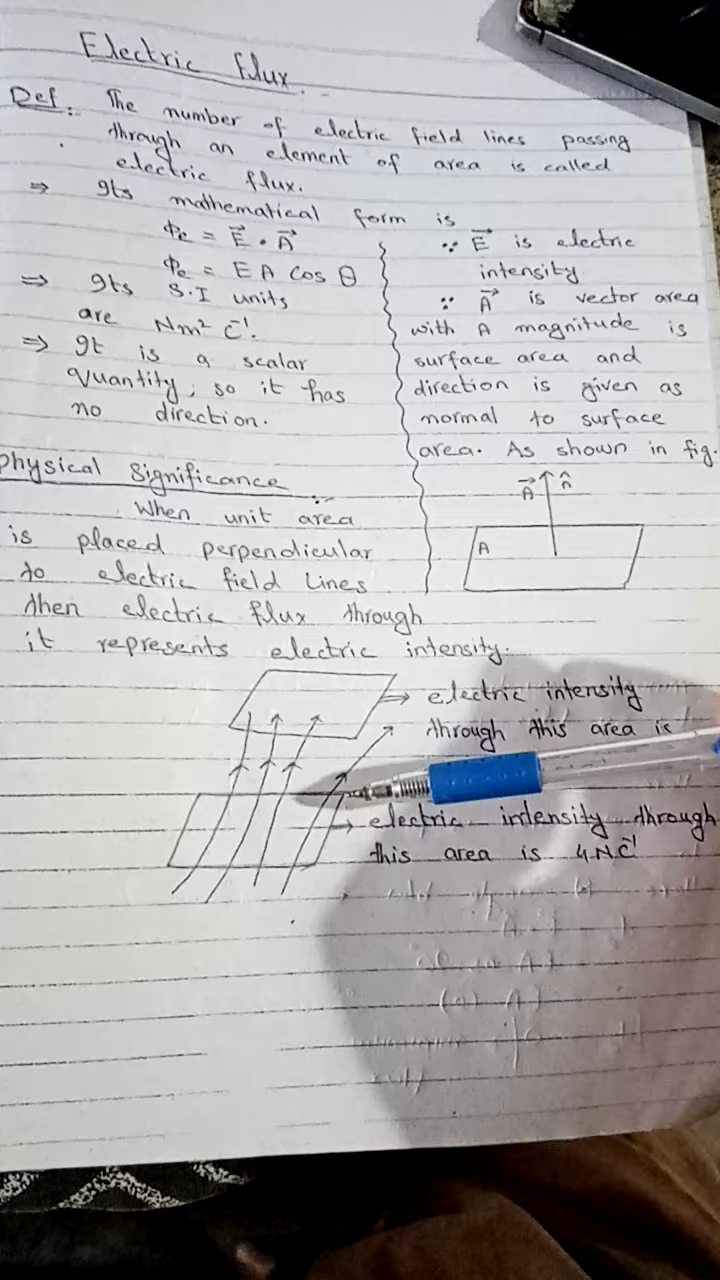 Electric flux.
Def: The number of electric field lines passing
through an element of area is called
electric flux.
⇒ Its mathematical form is
Φe = E⃗ . A⃗
Φe = E A Cos θ
⇒ Its S.I units
are Nm² C⁻¹.
⇒ It is a scalar
Quantity, so it has
no direction.
∵ E⃗ is electric
intensity
∵ A⃗ is vector area
with A magnitude is
surface area and
direction is given as
normal to surface
area. As shown in fig.
A⃗ n̂
A
Physical Significance
When unit area
is placed perpendicular
to electric field Lines
then electric flux through
it represents electric intensity.
⇒ electric intensity
through this area is
→ electric intensity through
this area is 4NC⁻¹